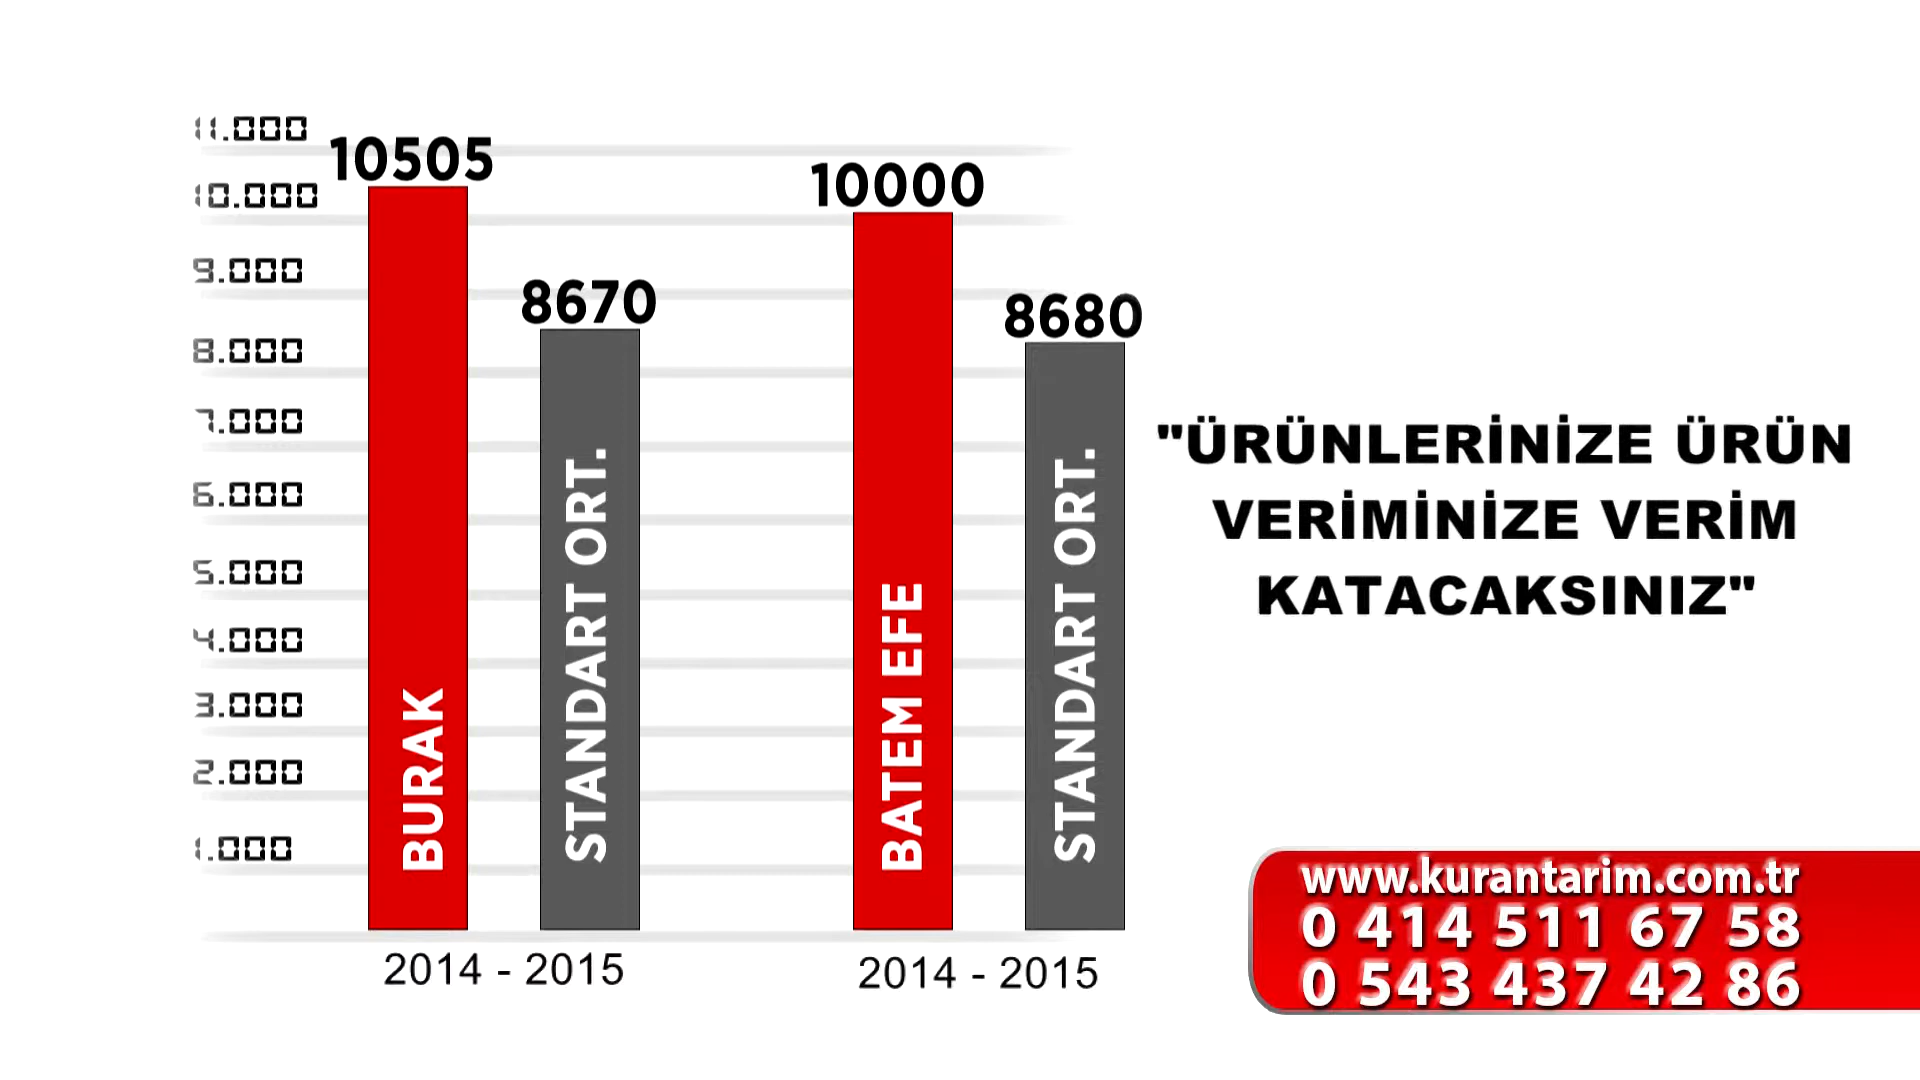 11.000
10.000
9.000
8.000
7.000
6.000
5.000
4.000
3.000
2.000
1.000
10505
8670
10000
8680
BURAK
STANDART ORT.
BATEM EFE
STANDART ORT.
2014 - 2015
2014 - 2015
"ÜRÜNLERİNİZE ÜRÜN
VERİMİNİZE VERİM
KATACAKSINIZ"
www.kurantarim.com.tr
0 414 511 67 58
0 543 437 42 86